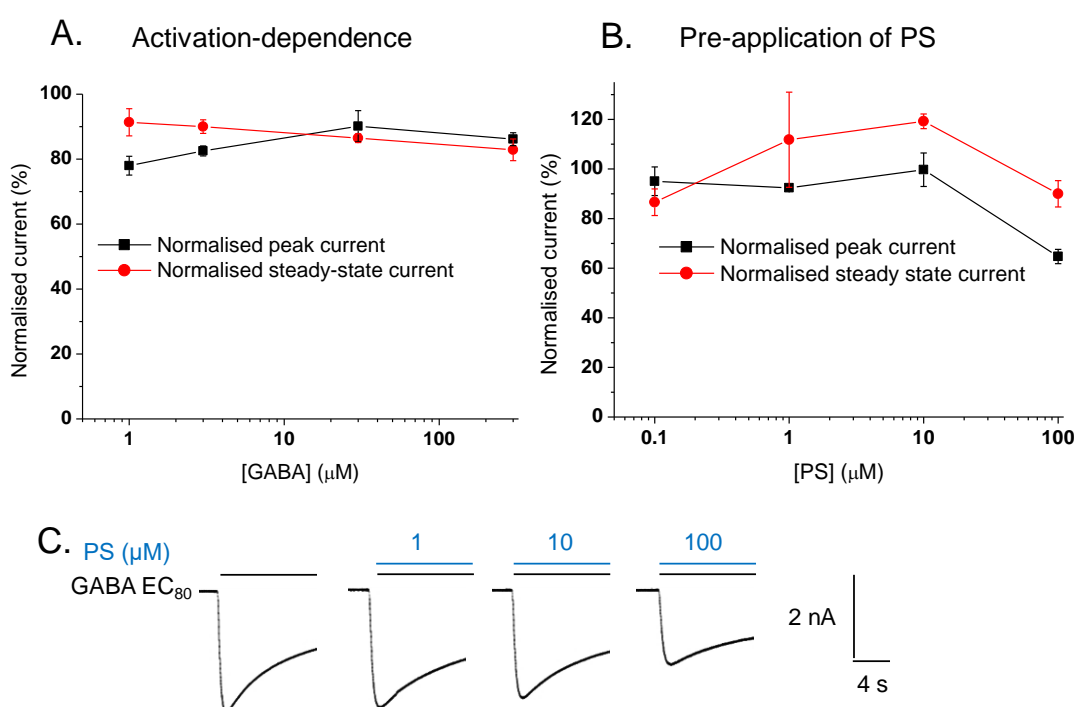 A. Activation-dependence
100
80
60
40
20
0
Normalised current (%)
Normalised peak current
Normalised steady-state current
1 10 100
[GABA] (μM)
B. Pre-application of PS
120
100
80
60
40
20
0
Normalised current (%)
Normalised peak current
Normalised steady state current
0.1 1 10 100
[PS] (μM)
C.
PS (μM) 1 10 100
GABA EC80
2 nA
4 s